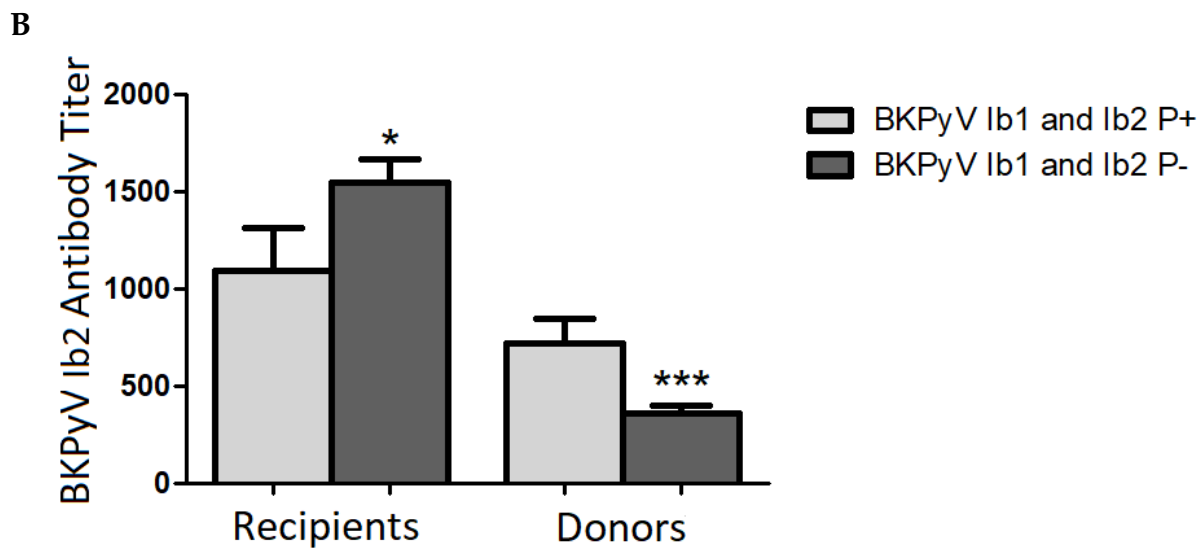 B
BKPyV Ib2 Antibody Titer
2000
1500
1000
500
0
*
***
Recipients
Donors
BKPyV Ib1 and Ib2 P+
BKPyV Ib1 and Ib2 P-